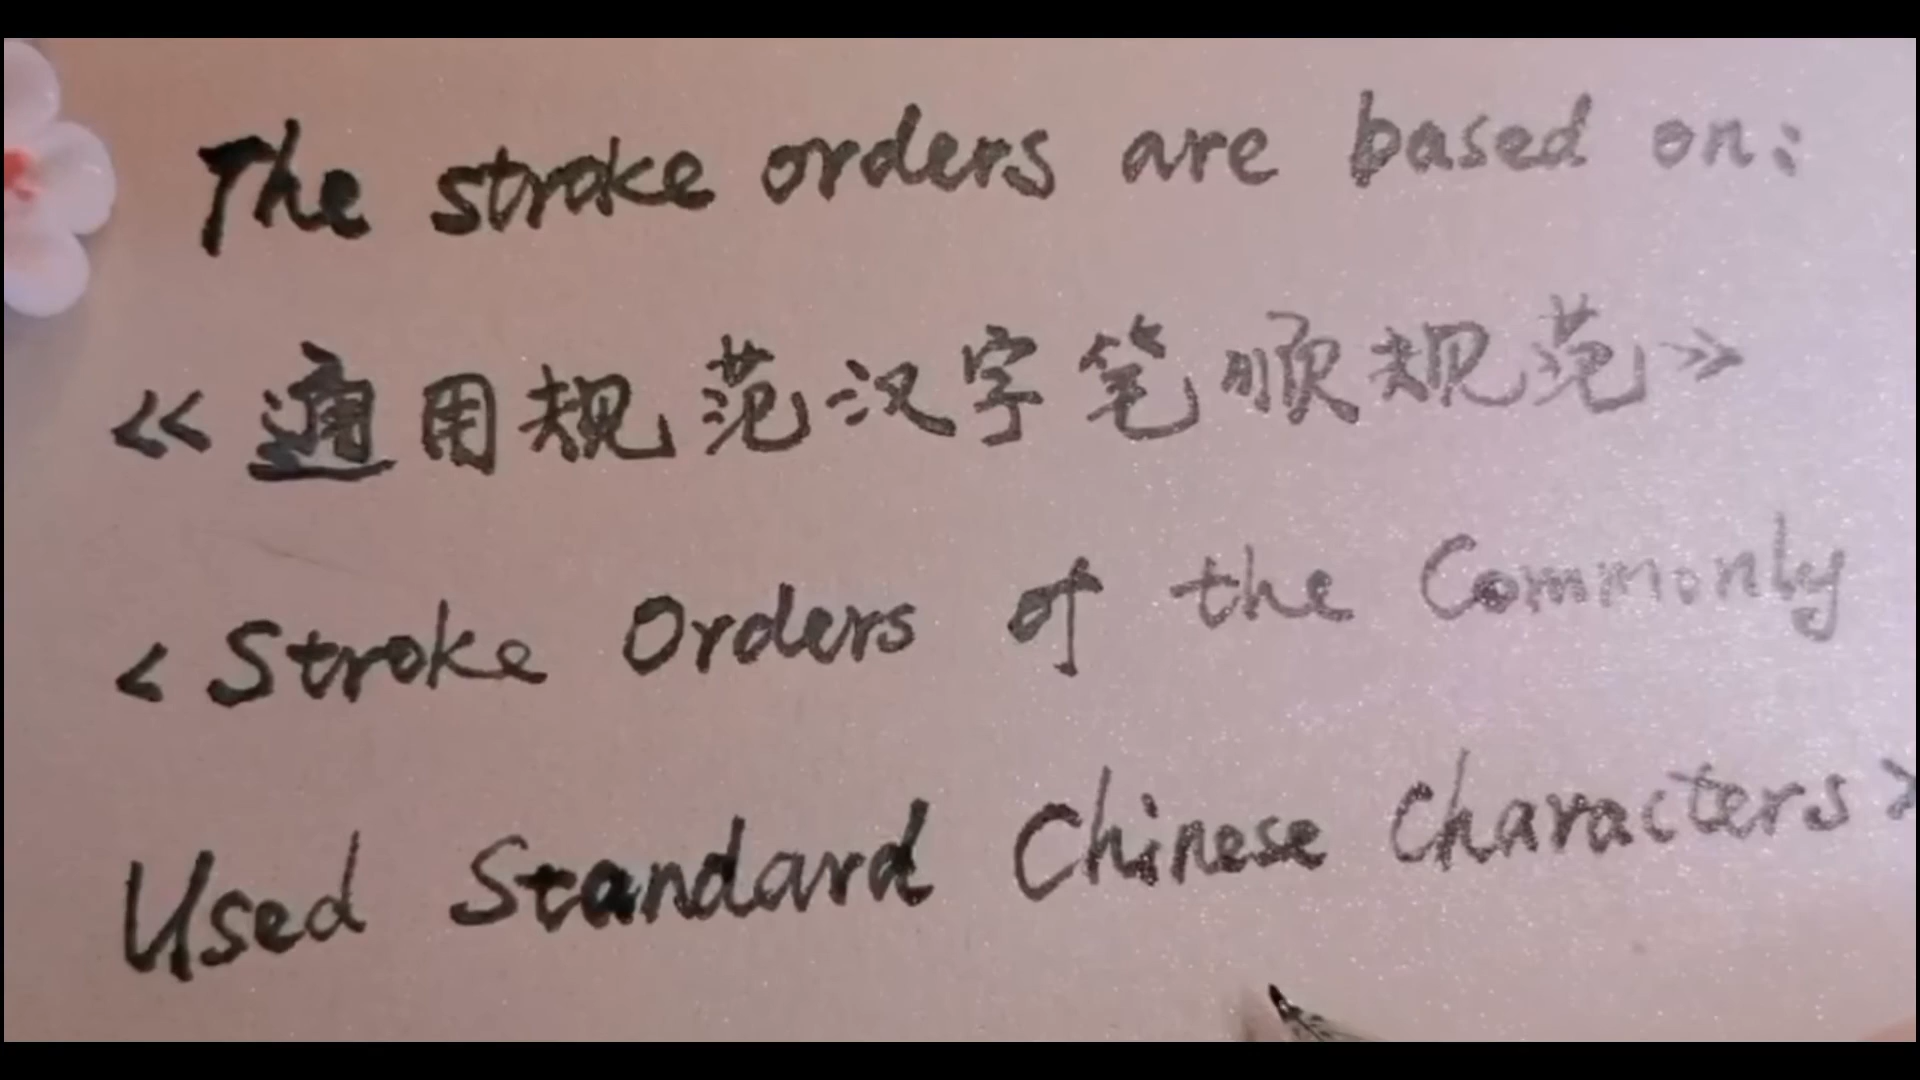 The stroke orders are based on:
《通用规范汉字笔顺规范》
<Stroke Orders of the Commonly
Used Standard Chinese Characters>